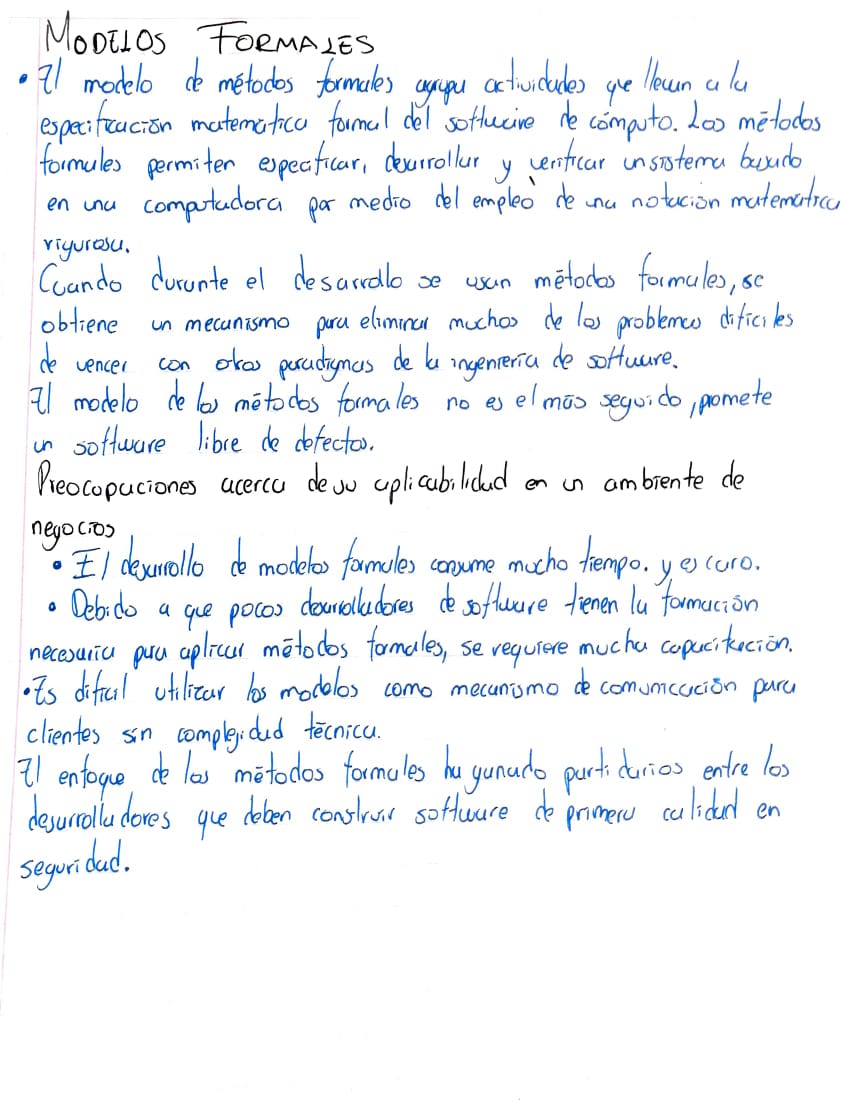 MODELOS FORMALES
• El modelo de métodos formales agrupa actividades que llevan a la
especificación matemática formal del software de cómputo. Los métodos
formales permiten especificar, desarrollar y verificar un sistema basado
en una computadora por medio del empleo de una notación matemática
rigurosa.
Cuando durante el desarrollo se usan métodos formales, se
obtiene un mecanismo para eliminar muchos de los problemas difíciles
de vencer con otros paradigmas de la ingeniería de software.
El modelo de los métodos formales no es el más seguido, promete
un software libre de defectos.
Preocupaciones acerca de su aplicabilidad en un ambiente de
negocios
• El desarrollo de modelos formales consume mucho tiempo. y es caro.
• Debido a que pocos desarrolladores de software tienen la formación
necesaria para aplicar métodos formales, se requiere mucha capacitación.
• Es difícil utilizar los modelos como mecanismo de comunicación para
clientes sin complejidad técnica.
El enfoque de los métodos formales ha ganado partidarios entre los
desarrolladores que deben construir software de primera calidad en
seguridad.